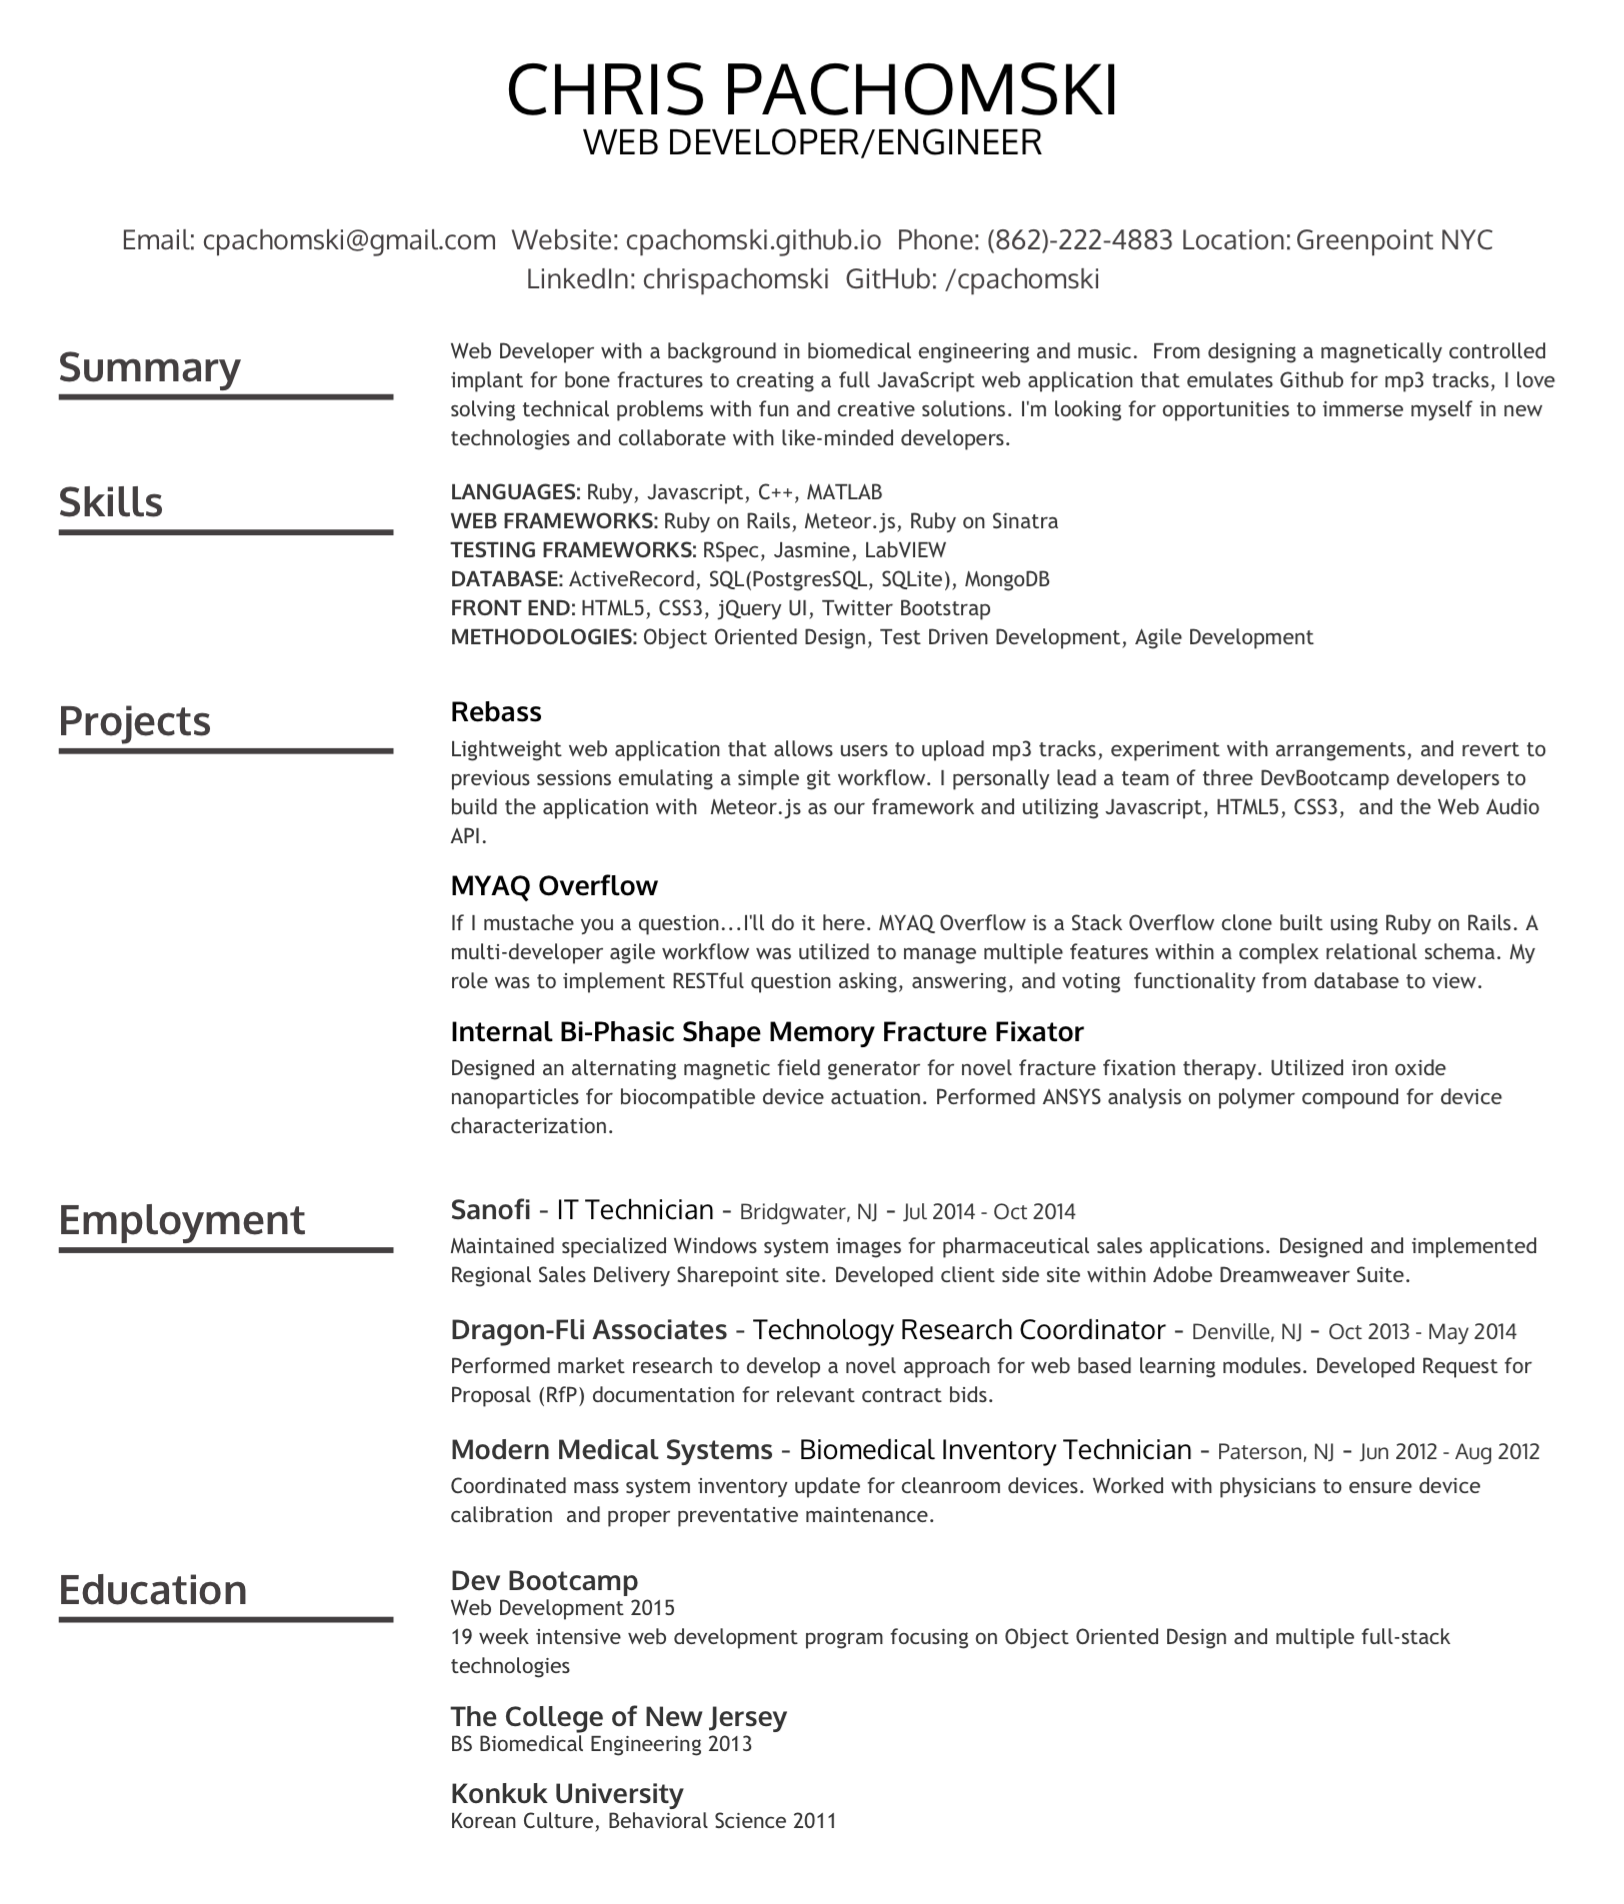 CHRIS PACHOMSKI
WEB DEVELOPER/ENGINEER
Email: cpachomski@gmail.com  Website: cpachomski.github.io  Phone: (862)-222-4883 Location: Greenpoint NYC
LinkedIn: chrispachomski  GitHub: /cpachomski
Summary
Web Developer with a background in biomedical engineering and music.  From designing a magnetically controlled
implant for bone fractures to creating a full JavaScript web application that emulates Github for mp3 tracks, I love
solving technical problems with fun and creative solutions. I'm looking for opportunities to immerse myself in new
technologies and collaborate with like-minded developers.
Skills
LANGUAGES: Ruby, Javascript, C++, MATLAB
WEB FRAMEWORKS: Ruby on Rails, Meteor.js, Ruby on Sinatra
TESTING FRAMEWORKS: RSpec, Jasmine, LabVIEW
DATABASE: ActiveRecord, SQL(PostgresSQL, SQLite), MongoDB
FRONT END: HTML5, CSS3, jQuery UI, Twitter Bootstrap
METHODOLOGIES: Object Oriented Design, Test Driven Development, Agile Development
Projects
Rebass
Lightweight web application that allows users to upload mp3 tracks, experiment with arrangements, and revert to
previous sessions emulating a simple git workflow. I personally lead a team of three DevBootcamp developers to
build the application with  Meteor.js as our framework and utilizing Javascript, HTML5, CSS3,  and the Web Audio
API.
MYAQ Overflow
If I mustache you a question...I'll do it here. MYAQ Overflow is a Stack Overflow clone built using Ruby on Rails. A
multi-developer agile workflow was utilized to manage multiple features within a complex relational schema. My
role was to implement RESTful question asking, answering, and voting  functionality from database to view.
Internal Bi-Phasic Shape Memory Fracture Fixator
Designed an alternating magnetic field generator for novel fracture fixation therapy. Utilized iron oxide
nanoparticles for biocompatible device actuation. Performed ANSYS analysis on polymer compound for device
characterization.
Employment
Sanofi - IT Technician - Bridgwater, NJ - Jul 2014 - Oct 2014
Maintained specialized Windows system images for pharmaceutical sales applications. Designed and implemented
Regional Sales Delivery Sharepoint site. Developed client side site within Adobe Dreamweaver Suite.
Dragon-Fli Associates - Technology Research Coordinator - Denville, NJ - Oct 2013 - May 2014
Performed market research to develop a novel approach for web based learning modules. Developed Request for
Proposal (RfP) documentation for relevant contract bids.
Modern Medical Systems - Biomedical Inventory Technician - Paterson, NJ - Jun 2012 - Aug 2012
Coordinated mass system inventory update for cleanroom devices. Worked with physicians to ensure device
calibration  and proper preventative maintenance.
Education
Dev Bootcamp
Web Development 2015
19 week intensive web development program focusing on Object Oriented Design and multiple full-stack
technologies
The College of New Jersey
BS Biomedical Engineering 2013
Konkuk University
Korean Culture, Behavioral Science 2011